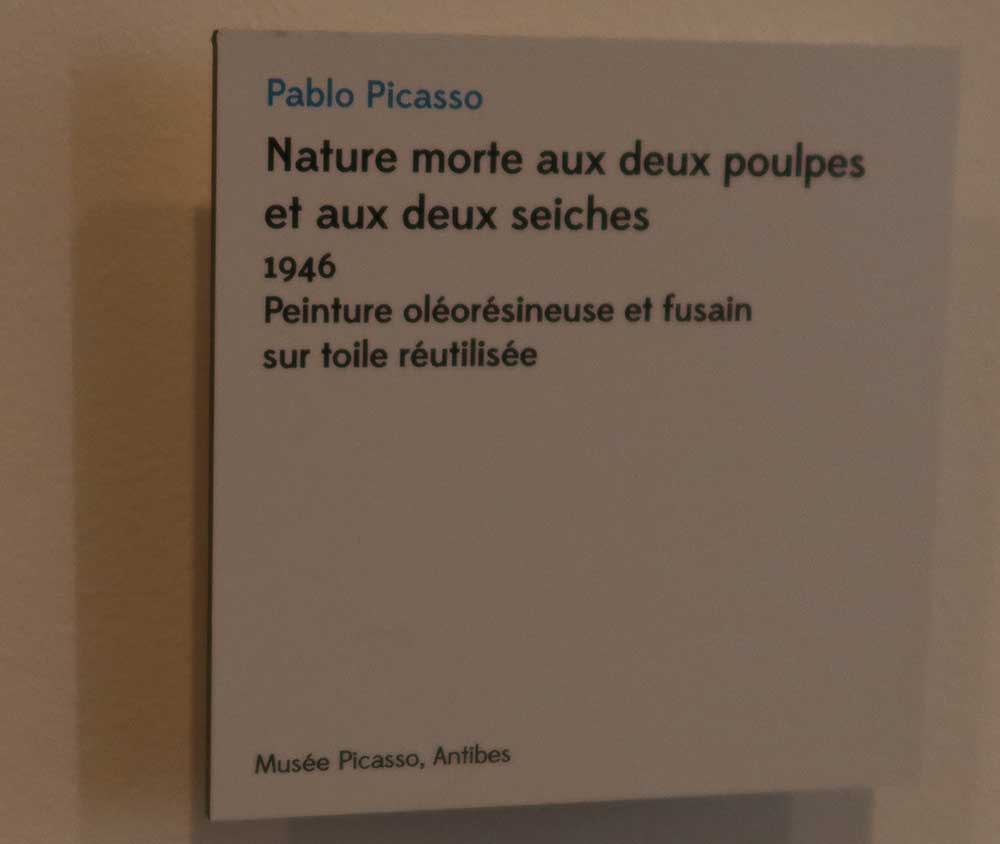 Pablo Picasso
Nature morte aux deux poulpes
et aux deux seiches
1946
Peinture oléorésineuse et fusain
sur toile réutilisée
Musée Picasso, Antibes